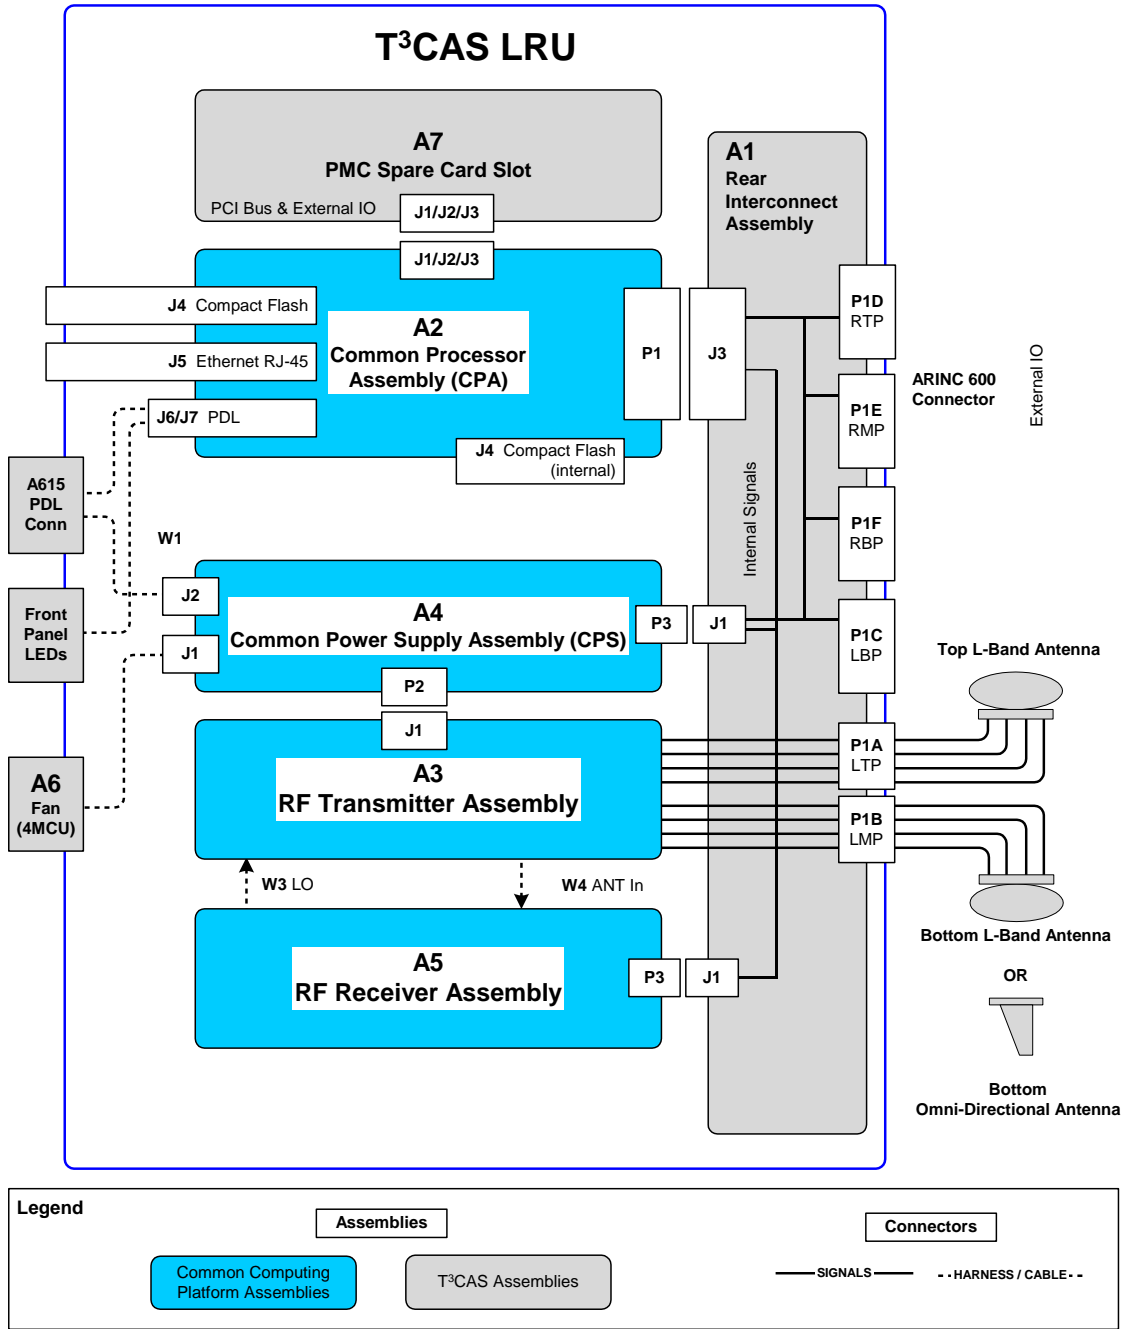 T³CAS LRU
A7
PMC Spare Card Slot
PCI Bus & External IO
J1/J2/J3
A1
Rear
Interconnect
Assembly
J1/J2/J3
J4 Compact Flash
A2
Common Processor
Assembly (CPA)
J5 Ethernet RJ-45
J6/J7 PDL
P1
J3
J4 Compact Flash
(internal)
P1D
RTP
P1E
RMP
ARINC 600
Connector
External IO
P1F
RBP
Internal Signals
A615
PDL
Conn
W1
Front
Panel
LEDs
J2
J1
A4
Common Power Supply Assembly (CPS)
P3
J1
P1C
LBP
P2
J1
Top L-Band Antenna
A3
RF Transmitter Assembly
P1A
LTP
P1B
LMP
A6
Fan
(4MCU)
W3 LO
W4 ANT In
A5
RF Receiver Assembly
P3
J1
Bottom L-Band Antenna
OR
Bottom
Omni-Directional Antenna
Legend
Assemblies
Connectors
Common Computing
Platform Assemblies
T³CAS Assemblies
SIGNALS
HARNESS / CABLE